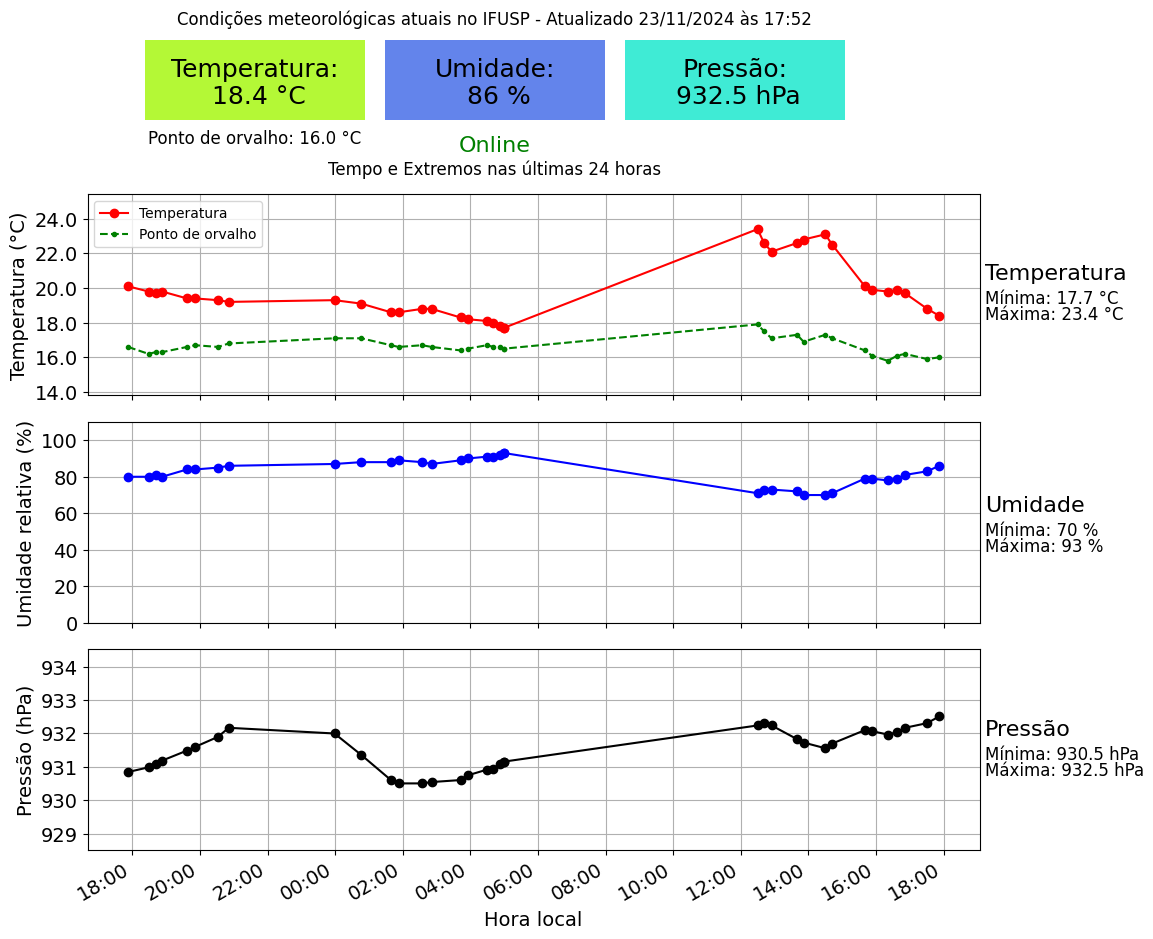 Condições meteorológicas atuais no IFUSP - Atualizado 23/11/2024 às 17:52
Temperatura:
18.4 °C
Umidade:
86 %
Pressão:
932.5 hPa
Ponto de orvalho: 16.0 °C
Online
Tempo e Extremos nas últimas 24 horas
Temperatura (°C)
24.0
22.0
20.0
18.0
16.0
14.0
Temperatura
Ponto de orvalho
Temperatura
Mínima: 17.7 °C
Máxima: 23.4 °C
Umidade relativa (%)
100
80
60
40
20
0
Umidade
Mínima: 70 %
Máxima: 93 %
Pressão (hPa)
934
933
932
931
930
929
Pressão
Mínima: 930.5 hPa
Máxima: 932.5 hPa
18:00 20:00 22:00 00:00 02:00 04:00 06:00 08:00 10:00 12:00 14:00 16:00 18:00
Hora local